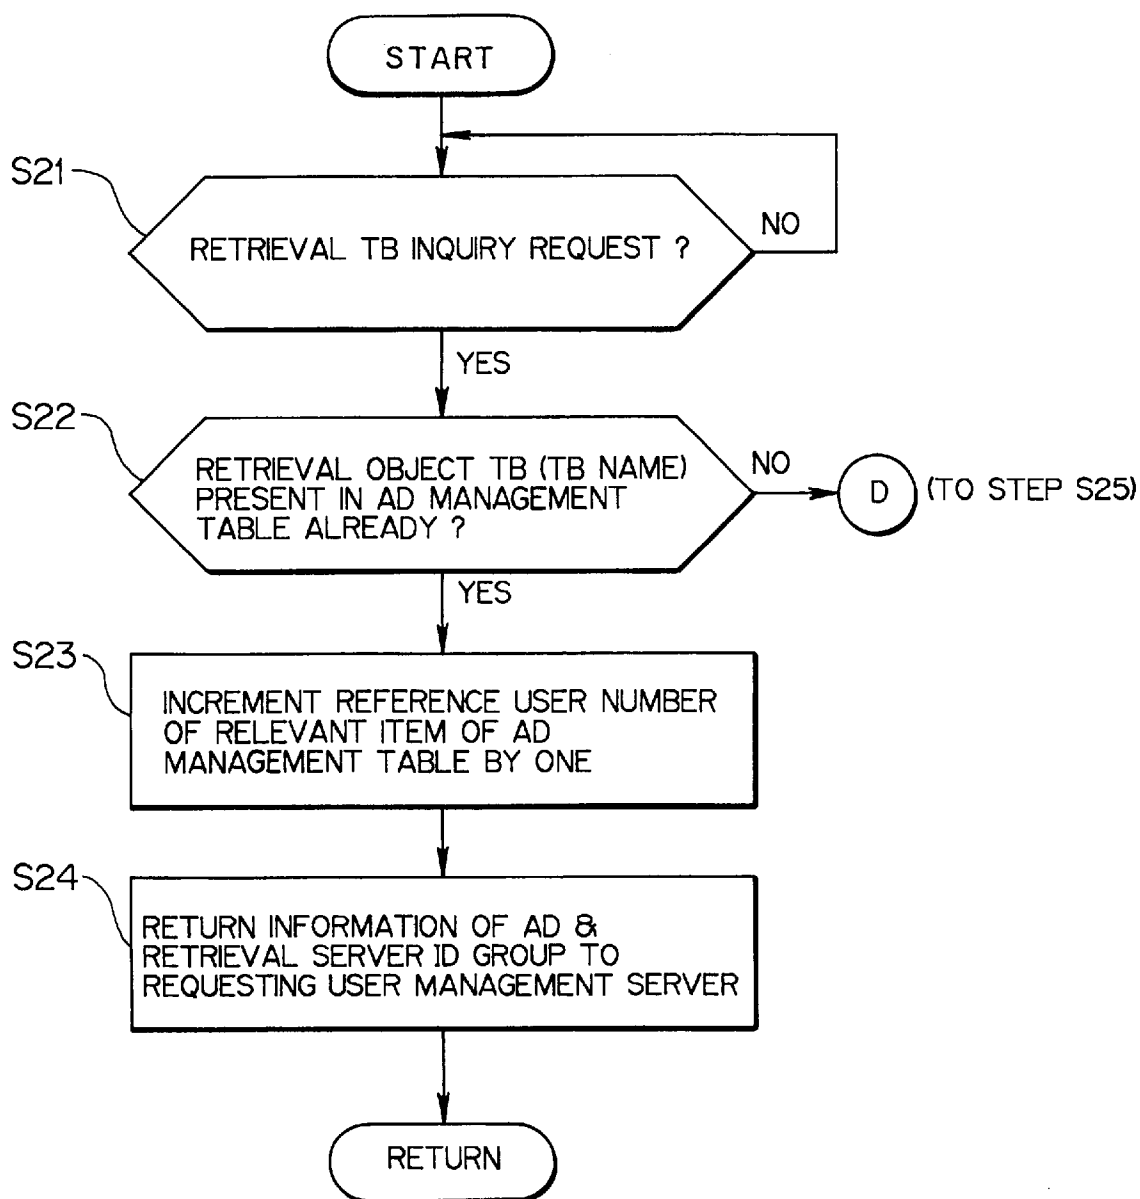 START
S21
RETRIEVAL TB INQUIRY REQUEST ?
NO
YES
S22
RETRIEVAL OBJECT TB (TB NAME)
PRESENT IN AD MANAGEMENT
TABLE ALREADY ?
NO
D
(TO STEP S25)
YES
S23
INCREMENT REFERENCE USER NUMBER
OF RELEVANT ITEM OF AD
MANAGEMENT TABLE BY ONE
S24
RETURN INFORMATION OF AD &
RETRIEVAL SERVER ID GROUP TO
REQUESTING USER MANAGEMENT SERVER
RETURN